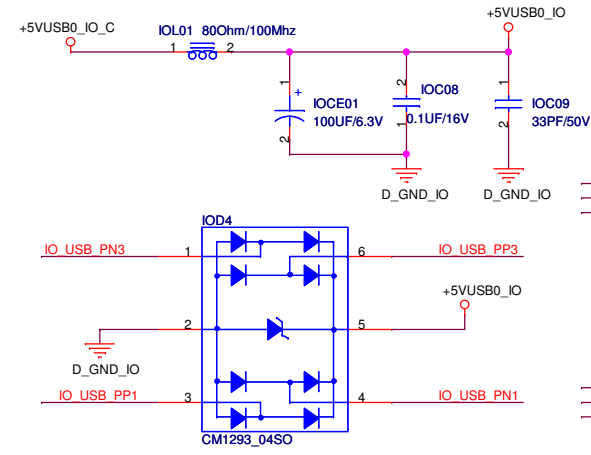 +5VUSB0_IO_C
IOL01 80Ohm/100Mhz
+5VUSB0_IO
1
2
1
+
IOCE01
100UF/6.3V
2
2
IOC08
0.1UF/16V
1
1
IOC09
33PF/50V
2
D_GND_IO
D_GND_IO
IOD4
IO_USB_PN3
1
6
IO_USB_PP3
+5VUSB0_IO
2
5
D_GND_IO
IO_USB_PP1
3
4
IO_USB_PN1
CM1293_04SO